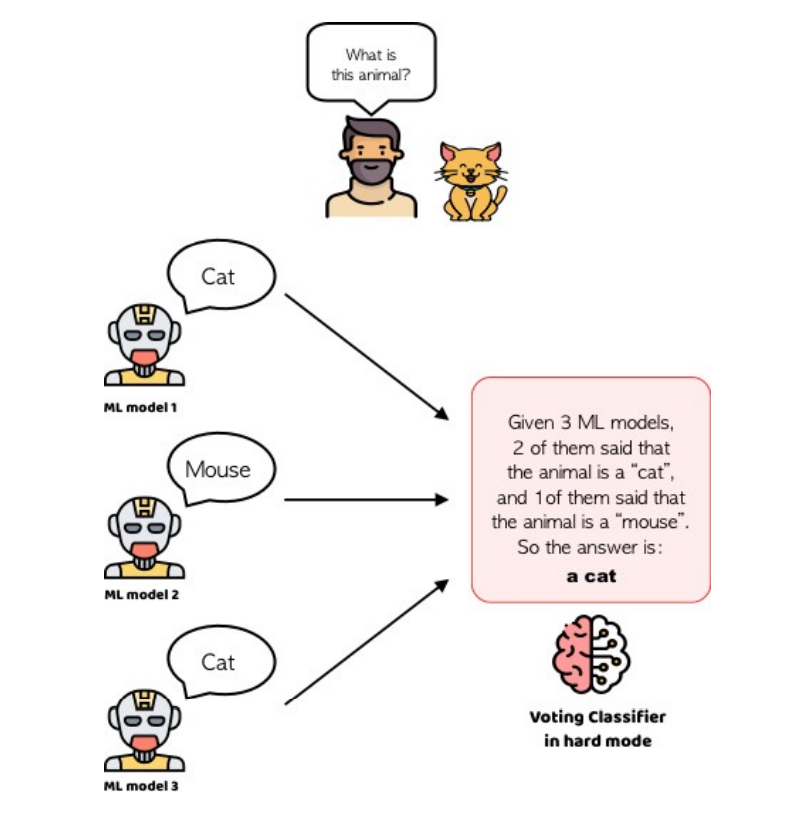 What is
this animal?
Cat
ML model 1
Mouse
ML model 2
Cat
ML model 3
Given 3 ML models,
2 of them said that
the animal is a “cat”,
and 1 of them said that
the animal is a “mouse”.
So the answer is:
a cat
Voting Classifier
in hard mode